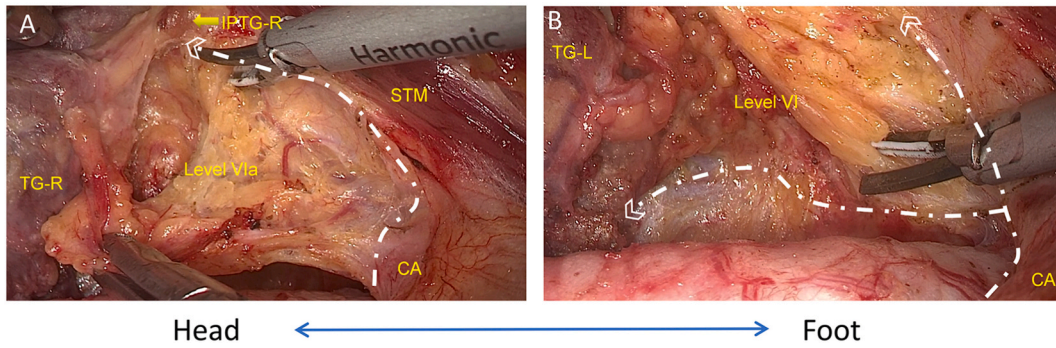 A
IPTG-R
Harmonic
STM
Level VIa
TG-R
CA
B
TG-L
Level VI
CA
Head
Foot